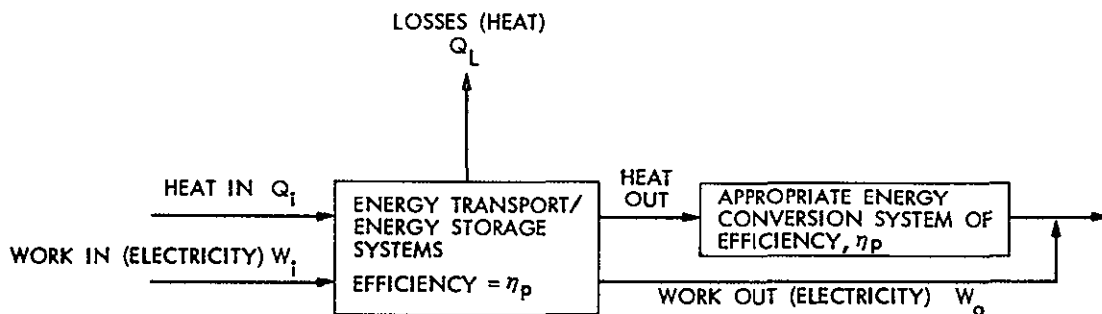 LOSSES (HEAT)
Q_L
HEAT IN Q_i
WORK IN (ELECTRICITY) W_i
ENERGY TRANSPORT/
ENERGY STORAGE
SYSTEMS
EFFICIENCY = η_p
HEAT
OUT
APPROPRIATE ENERGY
CONVERSION SYSTEM OF
EFFICIENCY, η_p
WORK OUT (ELECTRICITY) W_o